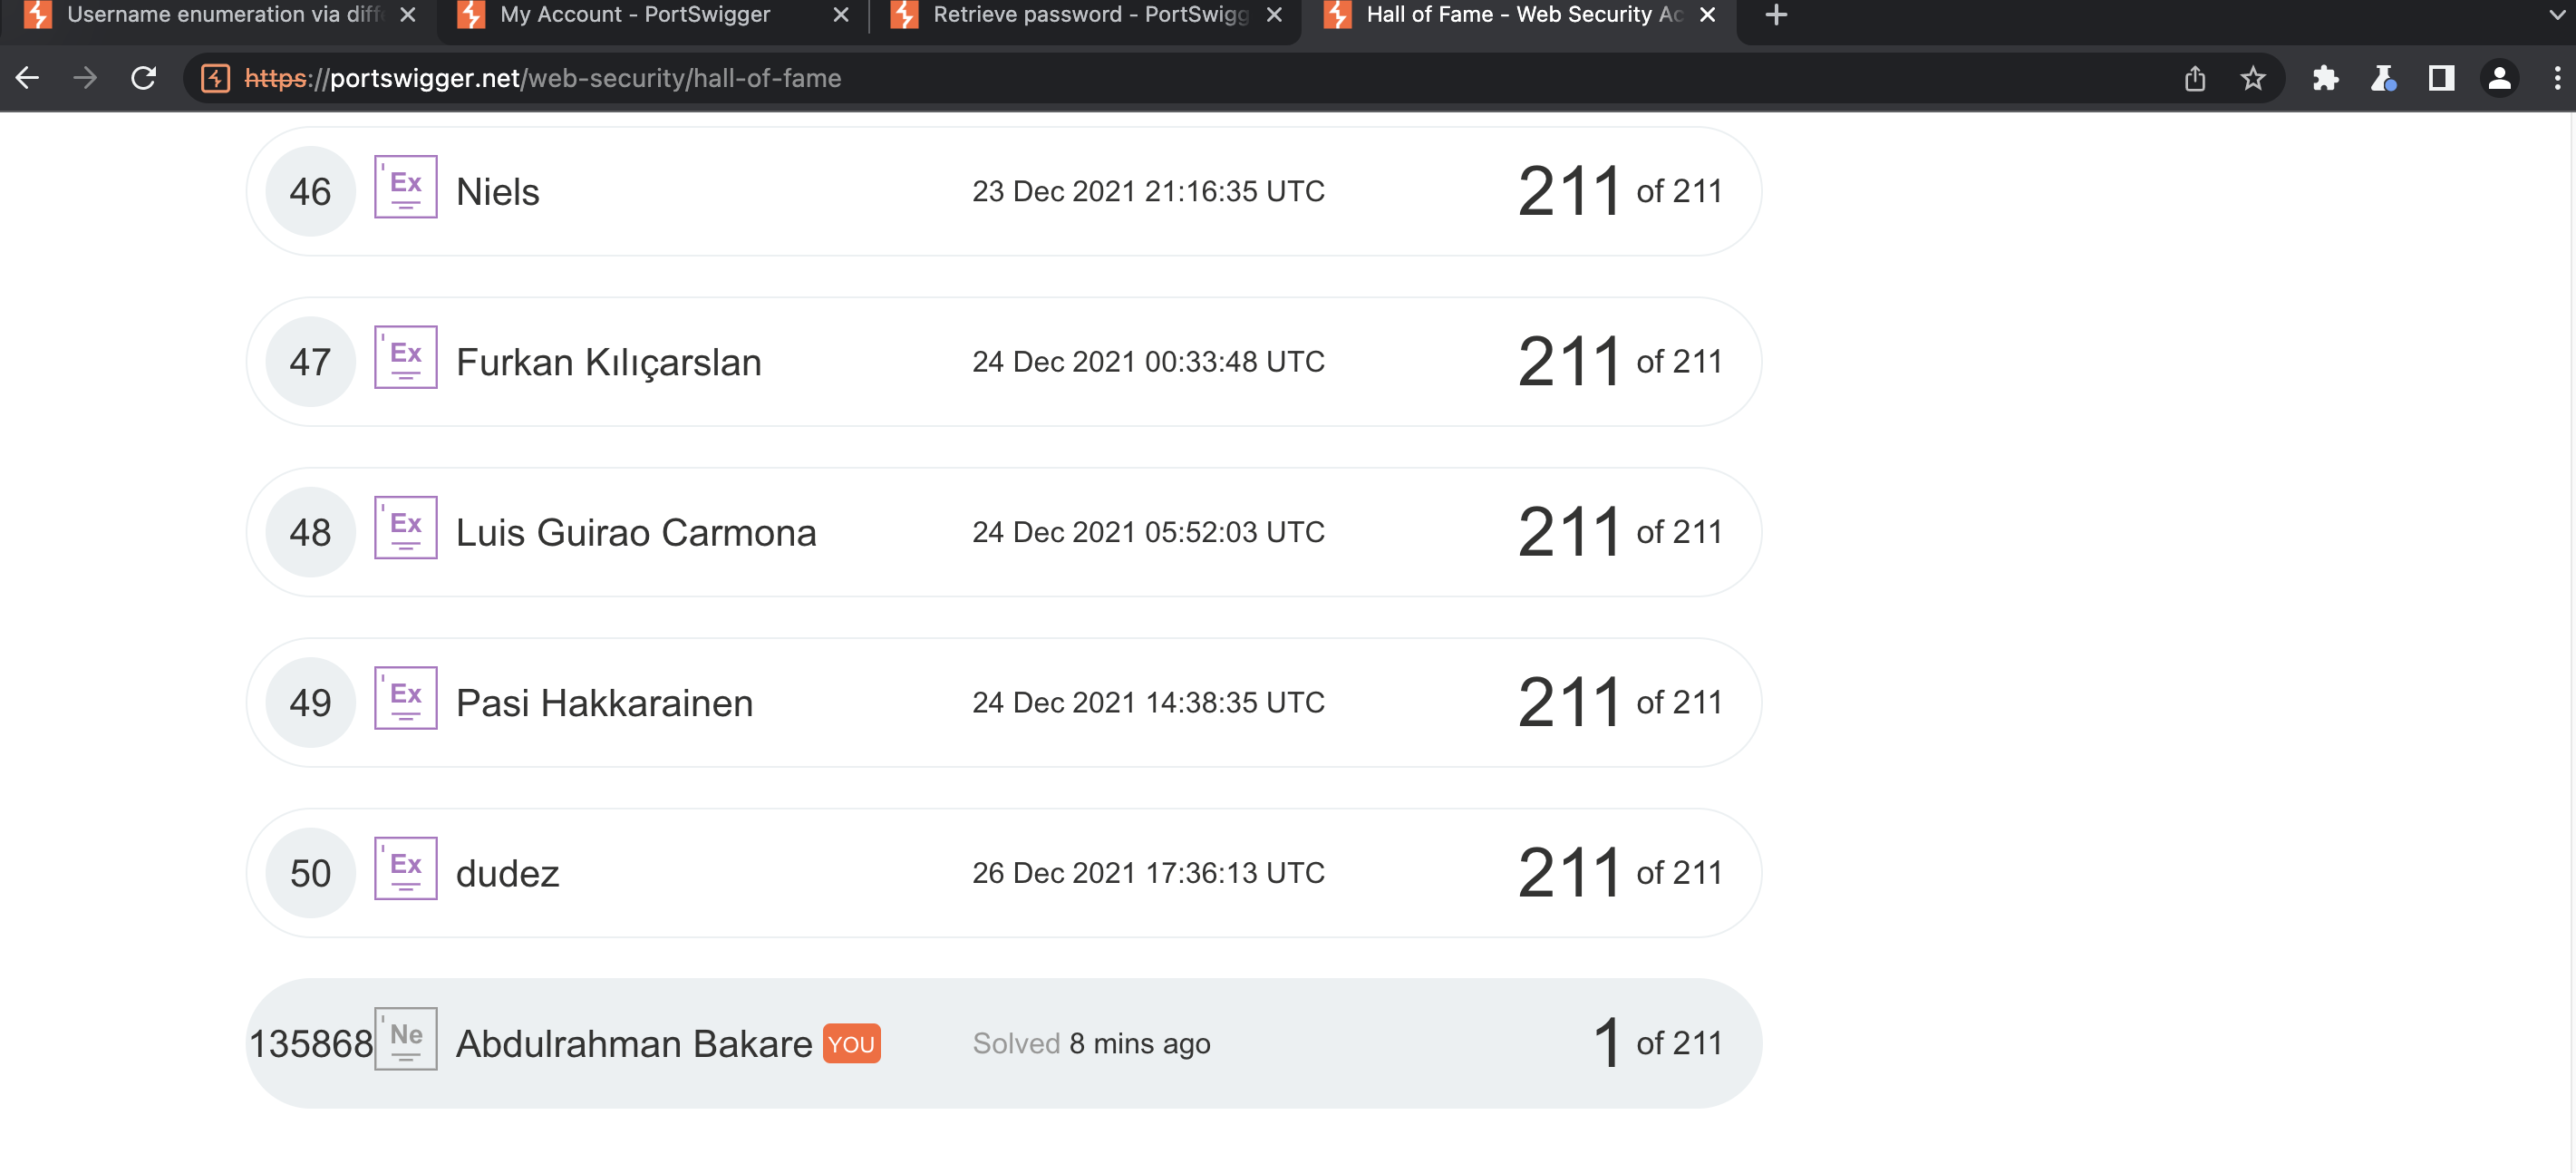 Username enumeration via diff
My Account - PortSwigger
Retrieve password - PortSwigg
Hall of Fame - Web Security Ac
https://portswigger.net/web-security/hall-of-fame
46 Ex Niels 23 Dec 2021 21:16:35 UTC 211 of 211
47 Ex Furkan Kılıçarslan 24 Dec 2021 00:33:48 UTC 211 of 211
48 Ex Luis Guirao Carmona 24 Dec 2021 05:52:03 UTC 211 of 211
49 Ex Pasi Hakkarainen 24 Dec 2021 14:38:35 UTC 211 of 211
50 Ex dudez 26 Dec 2021 17:36:13 UTC 211 of 211
135868 Ne Abdulrahman Bakare YOU Solved 8 mins ago 1 of 211